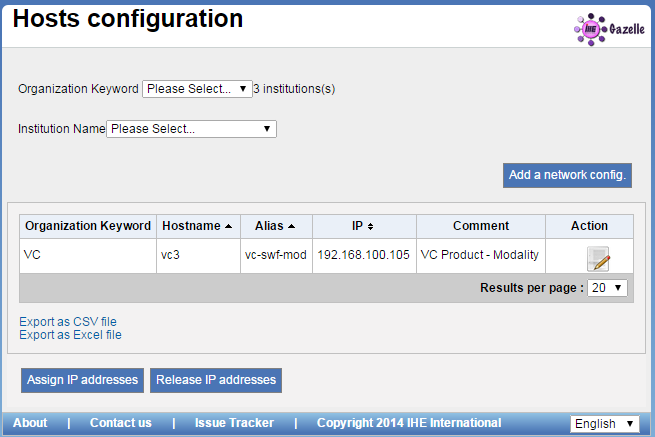 Hosts configuration
IHE Gazelle
Organization Keyword Please Select... 3 institutions(s)
Institution Name Please Select...
Add a network config.
Organization Keyword Hostname Alias IP Comment Action
VC vc3 vc-swf-mod 192.168.100.105 VC Product - Modality
Results per page : 20
Export as CSV file
Export as Excel file
Assign IP addresses Release IP addresses
About | Contact us | Issue Tracker | Copyright 2014 IHE International English